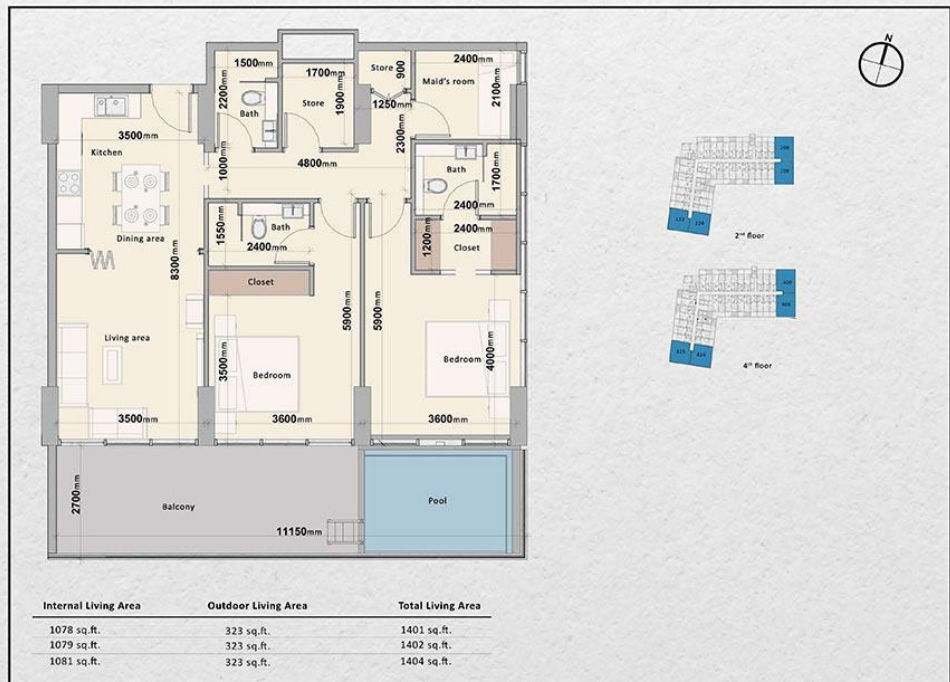 N
1500mm
2200mm
Bath
1700mm
Store
1900mm
Store
900
1250mm
2400mm
Maid's room
2100mm
3500mm
Kitchen
1000mm
4800mm
2300mm
Bath
1700mm
2400mm
Dining area
8300mm
1550mm
Bath
2400mm
2400mm
1200mm
Closet
Closet
5900mm
5900mm
Living area
3500mm
Bedroom
Bedroom
4000mm
3500mm
3600mm
3600mm
2700mm
Balcony
Pool
11150mm
2nd floor
4th floor
Internal Living Area Outdoor Living Area Total Living Area
1078 sq.ft. 323 sq.ft. 1401 sq.ft.
1079 sq.ft. 323 sq.ft. 1402 sq.ft.
1081 sq.ft. 323 sq.ft. 1404 sq.ft.